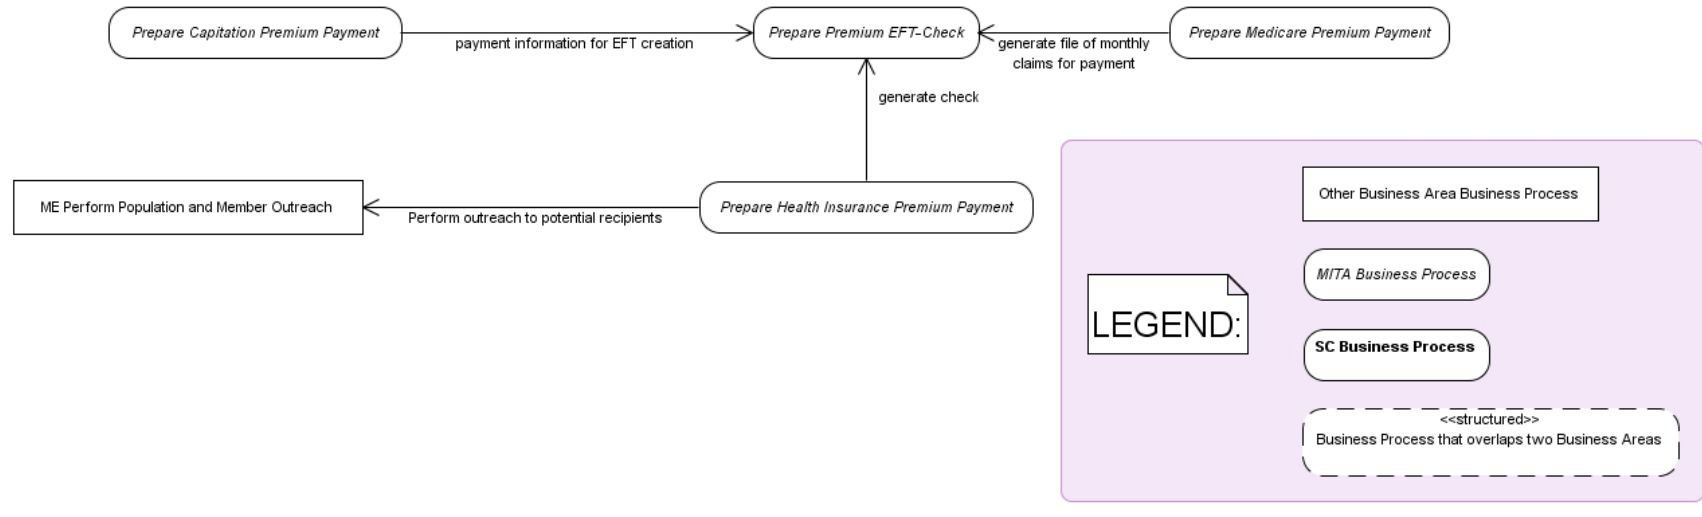 Prepare Capitation Premium Payment
payment information for EFT creation
Prepare Premium EFT-Check
generate file of monthly
claims for payment
Prepare Medicare Premium Payment
generate check
ME Perform Population and Member Outreach
Perform outreach to potential recipients
Prepare Health Insurance Premium Payment
LEGEND:
Other Business Area Business Process
MITA Business Process
SC Business Process
<<structured>>
Business Process that overlaps two Business Areas